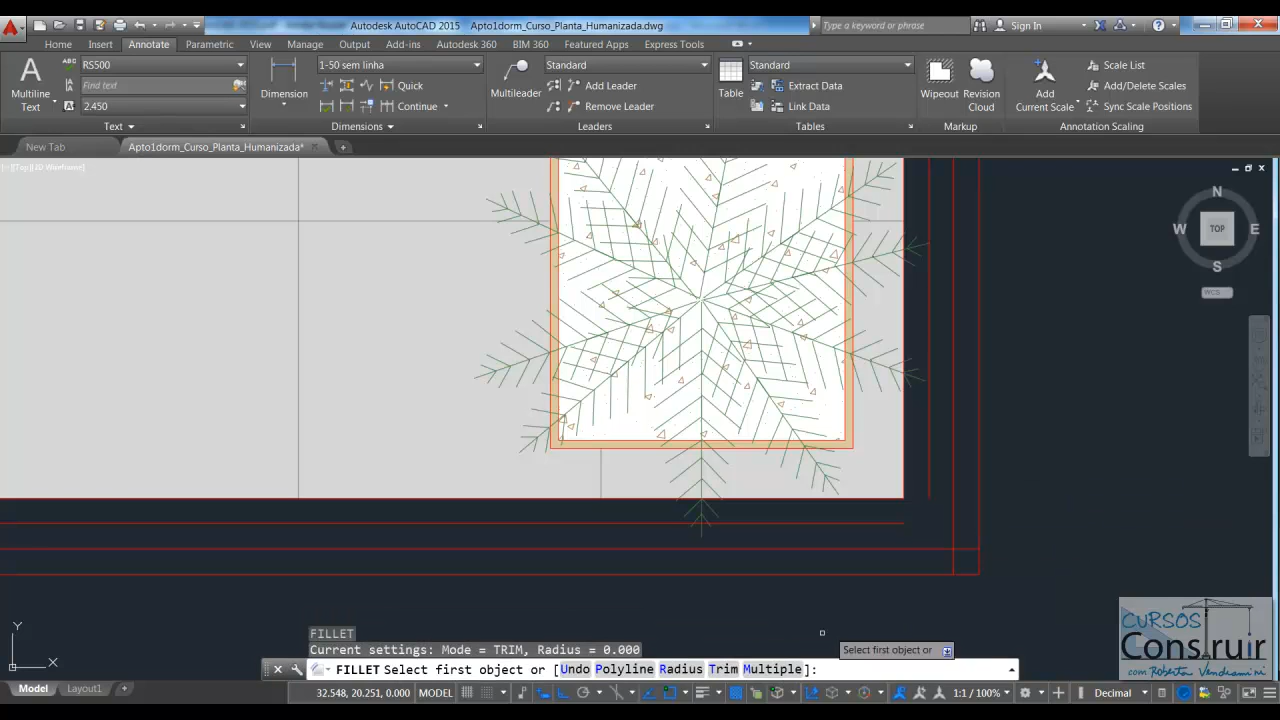 Autodesk AutoCAD 2015 Apto1dorm_Curso_Planta_Humanizada.dwg Type a keyword or phrase Sign In
Home Insert Annotate Parametric View Manage Output Add-ins Autodesk 360 BIM 360 Featured Apps Express Tools
RS500 1-50 sem linha Standard Standard Scale List
Find text Quick Add Leader Extract Data Add/Delete Scales
2.450 Continue Remove Leader Link Data Sync Scale Positions
Multiline Text Dimension Multileader Table Wipeout Revision Cloud Add Current Scale
Text Dimensions Leaders Tables Markup Annotation Scaling
New Tab Apto1dorm_Curso_Planta_Humanizada*
[-][Top][2D Wireframe]
N
W TOP E
S
WCS
CURSOS
Construir
com Roberta Vendramini
Y
X
FILLET
Current settings: Mode = TRIM, Radius = 0.000
Select first object or
FILLET Select first object or [Undo Polyline Radius Trim Multiple]:
Model Layout1 +
32.548, 20.251, 0.000 MODEL 1:1 / 100% Decimal